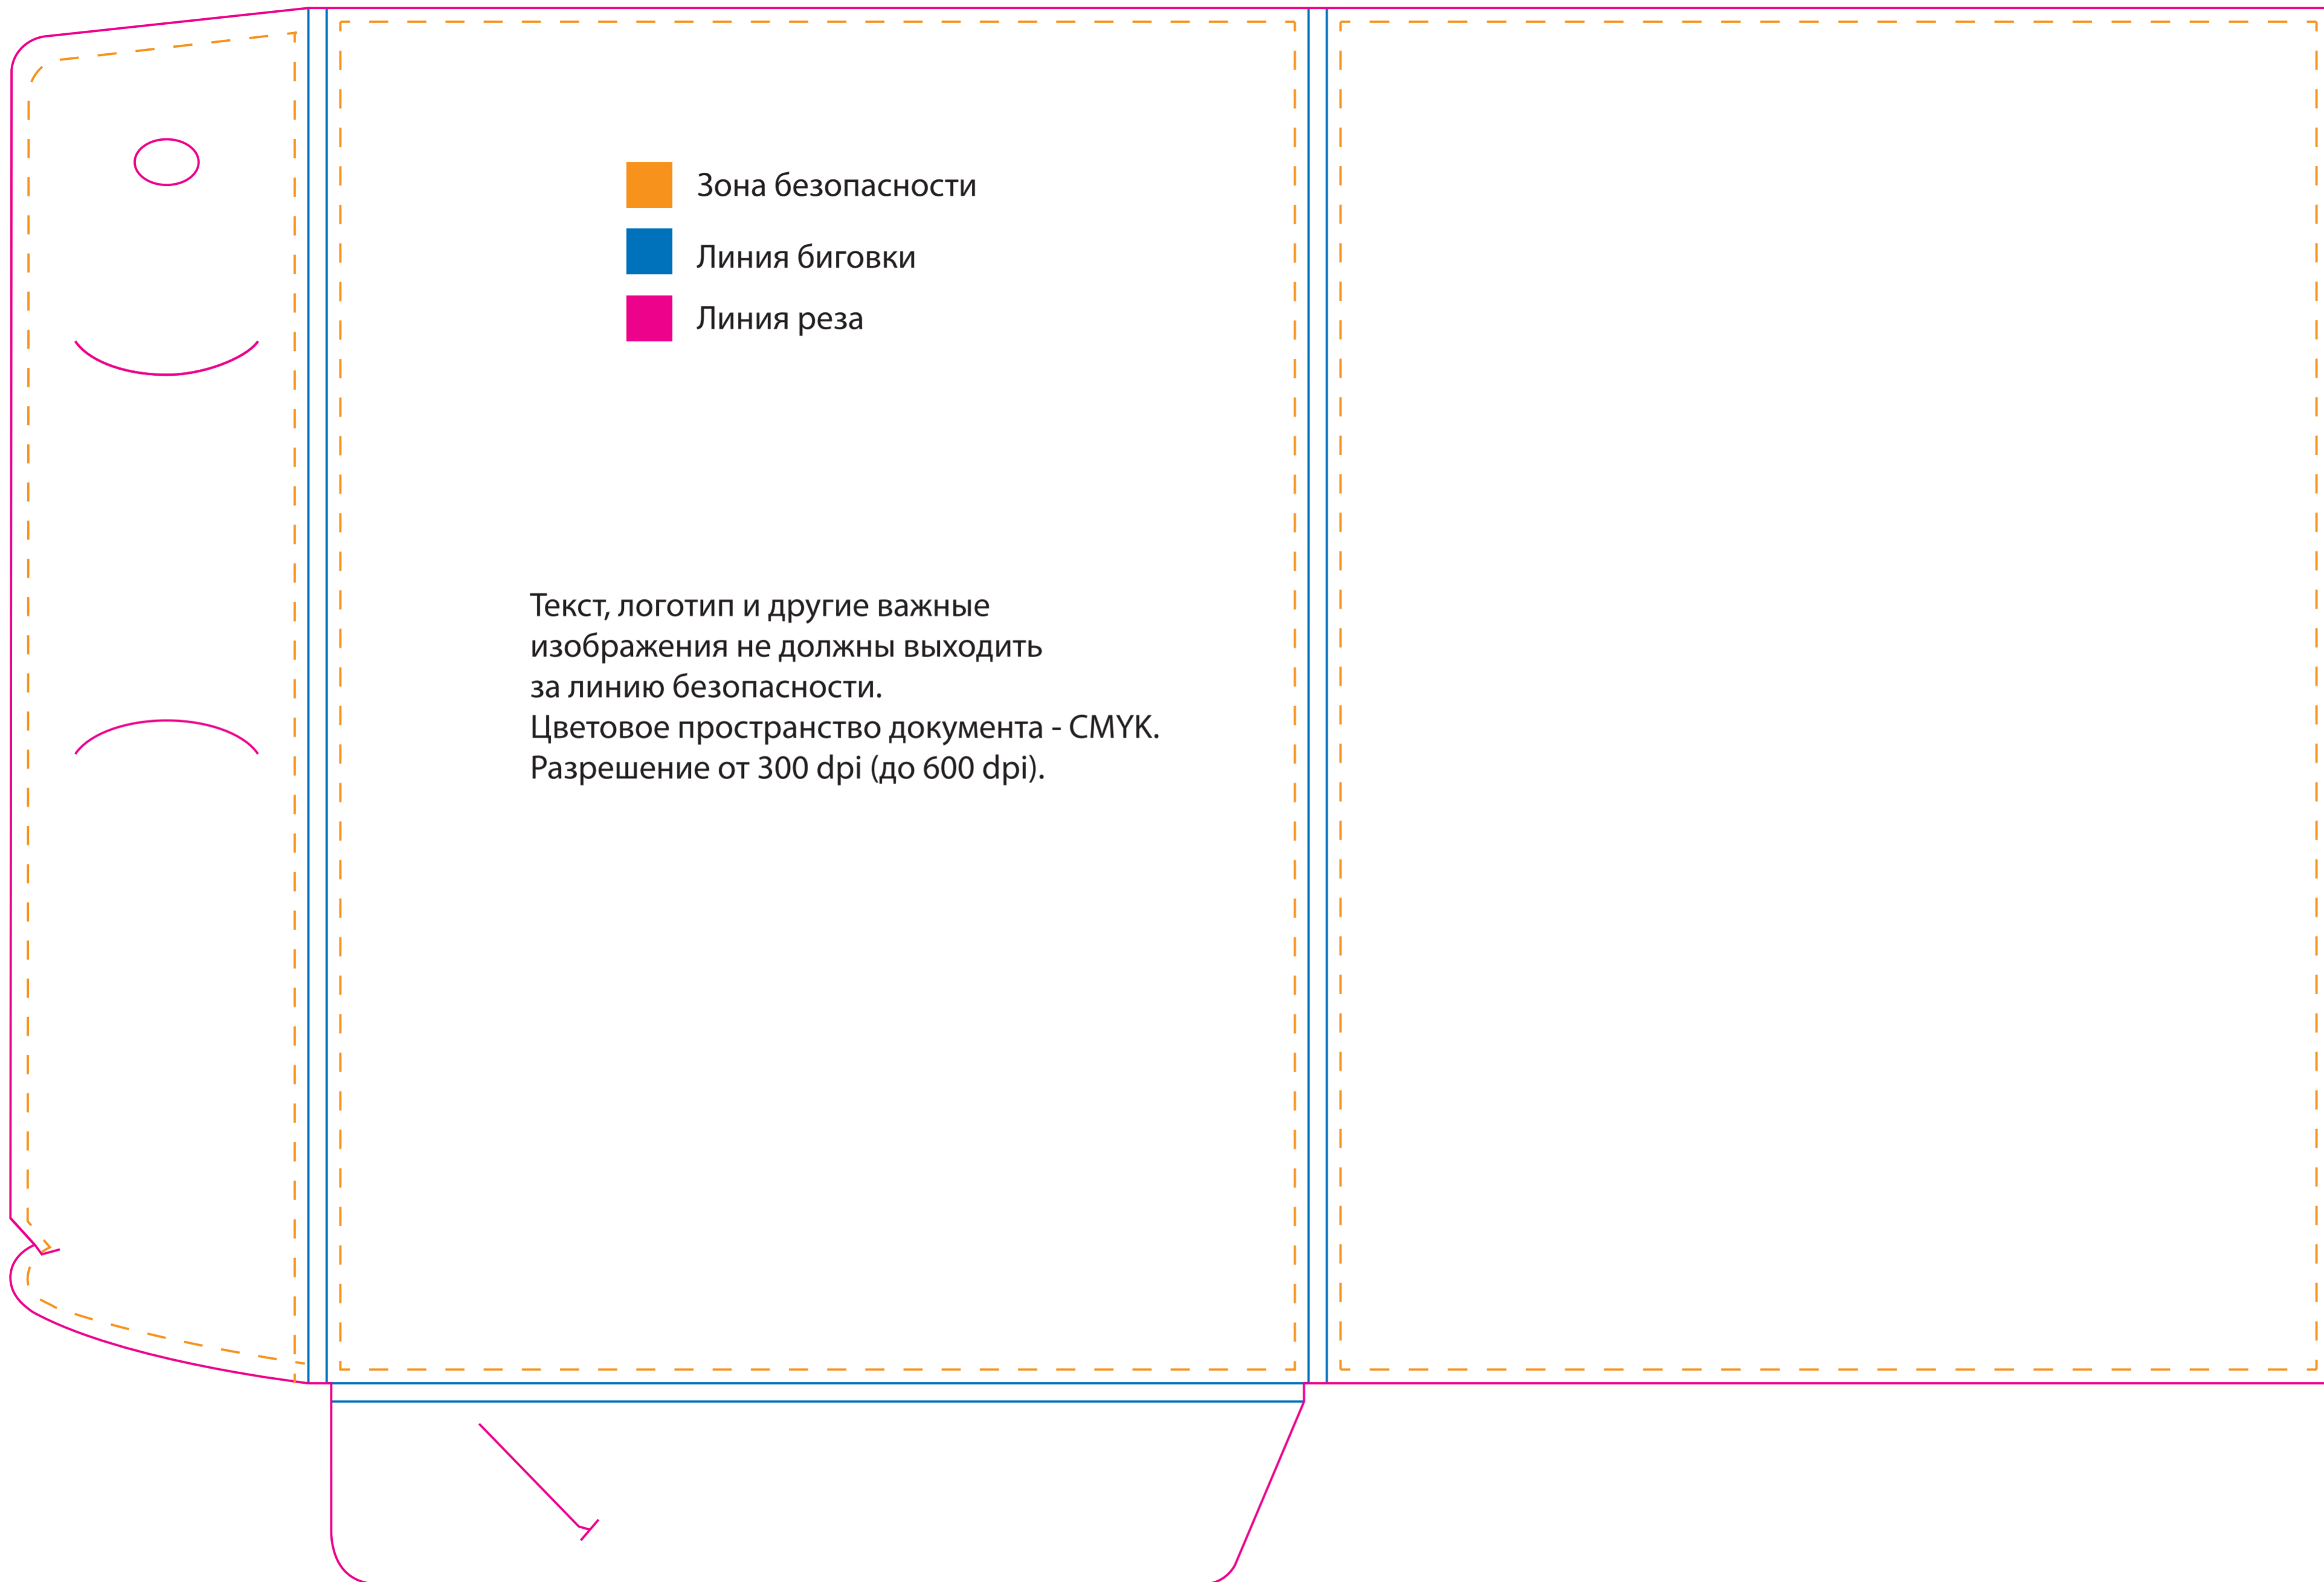 Зона безопасности
Линия биговки
Линия реза
Текст, логотип и другие важные
изображения не должны выходить
за линию безопасности.
Цветовое пространство документа - CMYK.
Разрешение от 300 dpi (до 600 dpi).